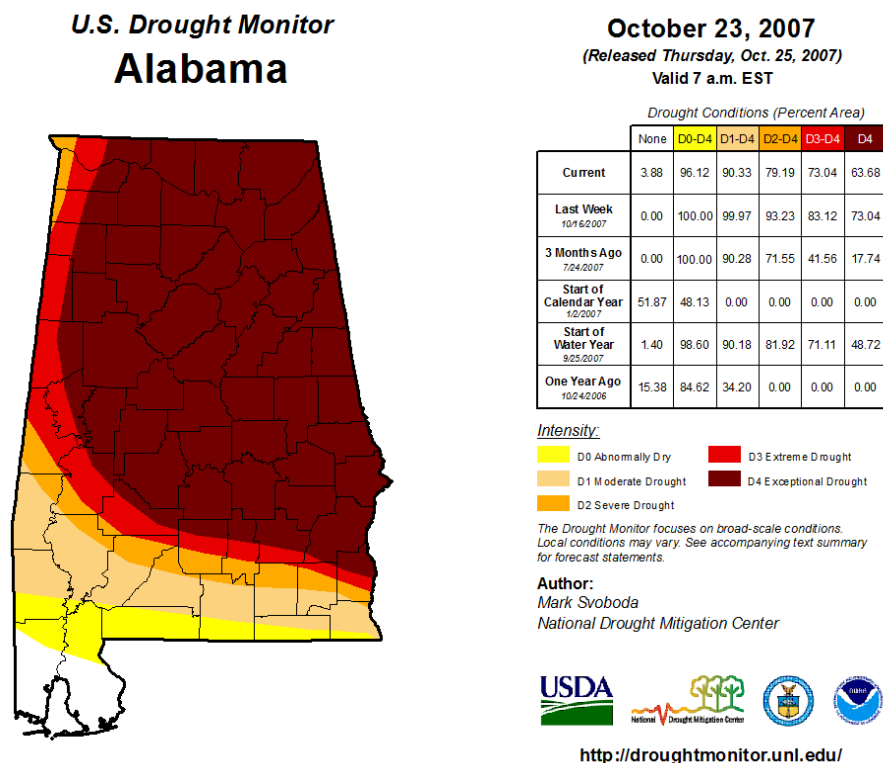 U.S. Drought Monitor
Alabama
October 23, 2007
(Released Thursday, Oct. 25, 2007)
Valid 7 a.m. EST
Drought Conditions (Percent Area)
None D0-D4 D1-D4 D2-D4 D3-D4 D4
Current 3.88 96.12 90.33 79.19 73.04 63.68
Last Week
10/16/2007 0.00 100.00 99.97 93.23 83.12 73.04
3 Months Ago
7/24/2007 0.00 100.00 90.28 71.55 41.56 17.74
Start of
Calendar Year
1/2/2007 51.87 48.13 0.00 0.00 0.00 0.00
Start of
Water Year
9/25/2007 1.40 98.60 90.18 81.92 71.11 48.72
One Year Ago
10/24/2006 15.38 84.62 34.20 0.00 0.00 0.00
Intensity:
D0 Abnormally Dry
D1 Moderate Drought
D2 Severe Drought
D3 Extreme Drought
D4 Exceptional Drought
The Drought Monitor focuses on broad-scale conditions.
Local conditions may vary. See accompanying text summary
for forecast statements.
Author:
Mark Svoboda
National Drought Mitigation Center
USDA
National Drought Mitigation Center
NOAA
http://droughtmonitor.unl.edu/